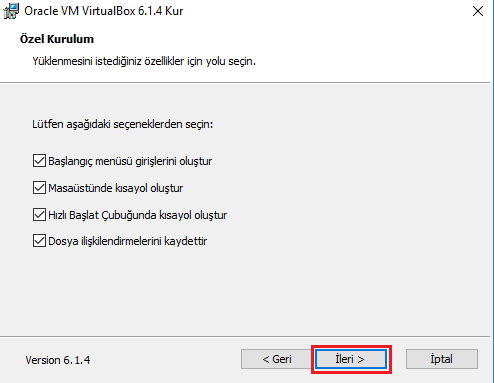 Oracle VM VirtualBox 6.1.4 Kur
Özel Kurulum
Yüklenmesini istediğiniz özellikler için yolu seçin.
Lütfen aşağıdaki seçeneklerden seçin:
Başlangıç menüsü girişlerini oluştur
Masaüstünde kısayol oluştur
Hızlı Başlat Çubuğunda kısayol oluştur
Dosya ilişkilendirmelerini kaydettir
Version 6.1.4
< Geri
İleri >
İptal